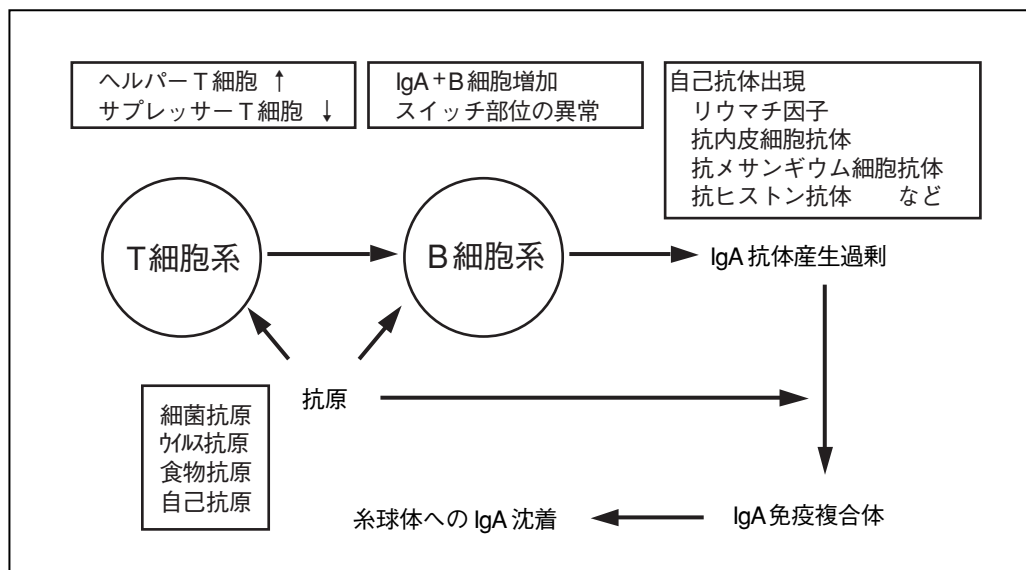 ヘルパーT細胞 ↑
サプレッサーT細胞 ↓
IgA+B細胞増加
スイッチ部位の異常
自己抗体出現
リウマチ因子
抗内皮細胞抗体
抗メサンギウム細胞抗体
抗ヒストン抗体 など
T細胞系
B細胞系
IgA抗体産生過剰
抗原
細菌抗原
ウイルス抗原
食物抗原
自己抗原
糸球体へのIgA沈着
IgA免疫複合体